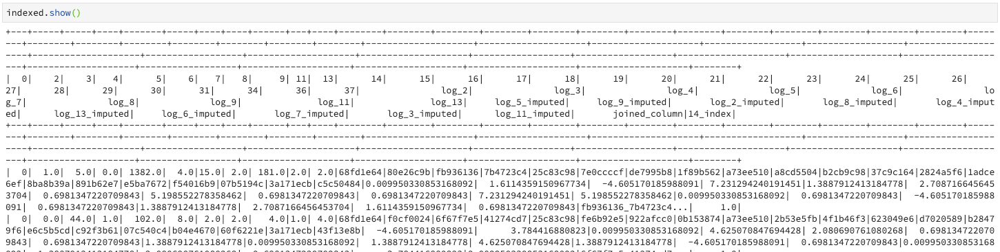 indexed.show()
|  0|    2|   3|   4|     5|   6|   7|  8|    9| 11|  13|      14|      15|      16|      17|      18|      19|      20|      21|      22|      23|      24|      25|      26|
27|      28|      29|      30|      31|      34|      36|      37|               log_2|               log_3|               log_4|               log_5|               log_6|               lo
g_7|               log_8|               log_9|              log_11|              log_13|       log_5_imputed|       log_9_imputed|       log_2_imputed|       log_8_imputed|       log_4_imput
ed|      log_13_imputed|       log_6_imputed|       log_7_imputed|       log_3_imputed|      log_11_imputed|       joined_column|14_index|
|  0|  1.0|  5.0| 0.0| 1382.0|  4.0|15.0| 2.0|  181.0|2.0|  2.0|68fd1e64|80e26c9b|fb936136|7b4723c4|25c83c98|7e0ccccf|de7995b8|1f89b562|a73ee510|a8cd5504|b2cb9c98|37c9c164|2824a5f6|1adce
6ef|8ba8b39a|891b62e7|e5ba7672|f54016b9|07b5194c|3a171ecb|c5c50484|0.009950330853168092|  1.6114359150967734|  -4.605170185988091| 7.231294240191451|1.3887912413184778|  2.708716645645
3704|  0.6981347220709843| 5.198552278358462|0.6981347220709843|  0.6981347220709843| 7.231294240191451| 5.198552278358462|0.009950330853168092|  0.6981347220709843|  -4.605170185988
091|  0.6981347220709843|1.3887912413184778|  2.7087166456453704|  1.6114359150967734|  0.6981347220709843|fb936136_7b4723c4...|     1.0|
|  0|  0.0| 44.0| 1.0|  102.0|  8.0| 2.0| 2.0|    4.0|1.0|  4.0|68fd1e64|f0cf0024|6f67f7e5|41274cd7|25c83c98|fe6b92e5|922afcc0|0b153874|a73ee510|2b53e5fb|4f1b46f3|623049e6|d7020589|b2847
9f6|e6c5b5cd|c92f3b61|07c540c4|b04e4670|60f6221e|3a171ecb|43f13e8b|  -4.605170185988091|   3.784416880823|0.009950330853168092| 4.625070847694428| 2.080690761080268|  0.698134722070
9843|  0.6981347220709843|1.3887912413184778|0.009950330853168092|  1.3887912413184778| 4.625070847694428|1.3887912413184778|  -4.605170185988091|  0.6981347220709843|0.00995033085316­8